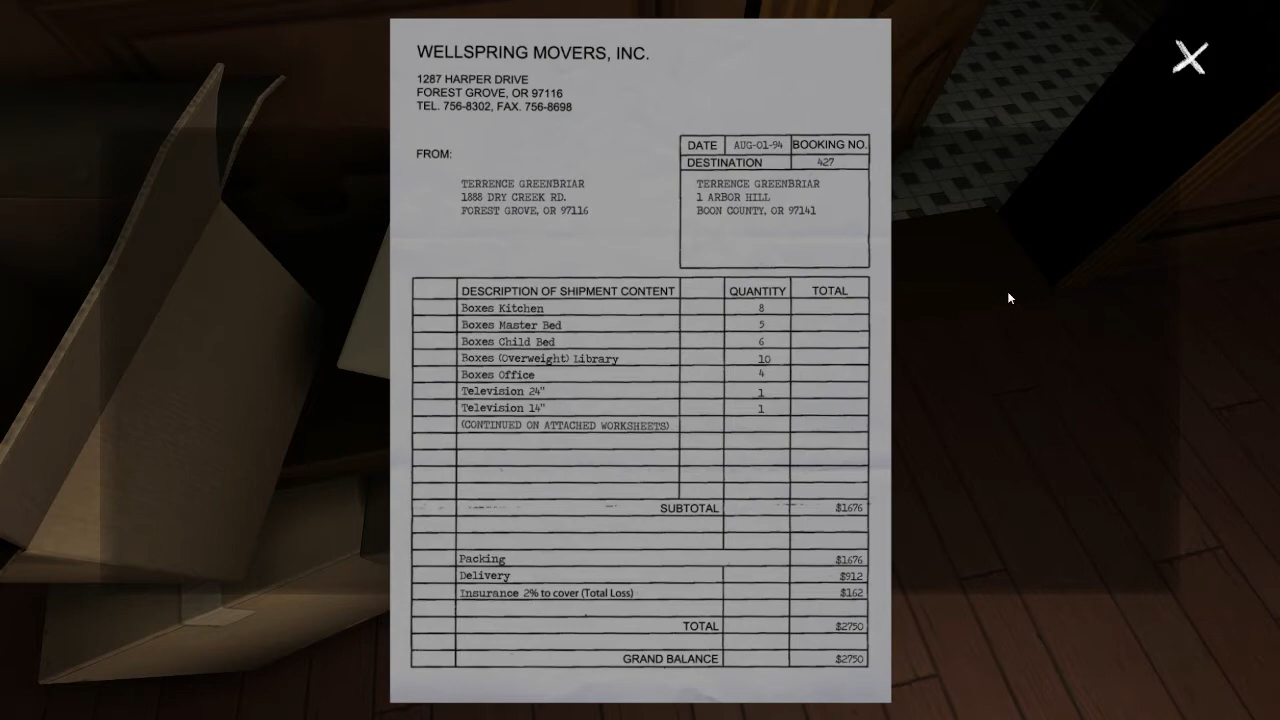 WELLSPRING MOVERS, INC.
1287 HARPER DRIVE
FOREST GROVE, OR 97116
TEL. 756-8302, FAX. 756-8698
DATE AUG-01-94 BOOKING NO.
DESTINATION 427
FROM:
TERRENCE GREENBRIAR
1888 DRY CREEK RD.
FOREST GROVE, OR 97116
TERRENCE GREENBRIAR
1 ARBOR HILL
BOON COUNTY, OR 97141
DESCRIPTION OF SHIPMENT CONTENT QUANTITY TOTAL
Boxes Kitchen 8
Boxes Master Bed 5
Boxes Child Bed 6
Boxes (Overweight) Library 10
Boxes Office 4
Television 24" 1
Television 14" 1
(CONTINUED ON ATTACHED WORKSHEETS)
SUBTOTAL $1676
Packing $1676
Delivery $912
Insurance 2% to cover (Total Loss) $162
TOTAL $2750
GRAND BALANCE $2750